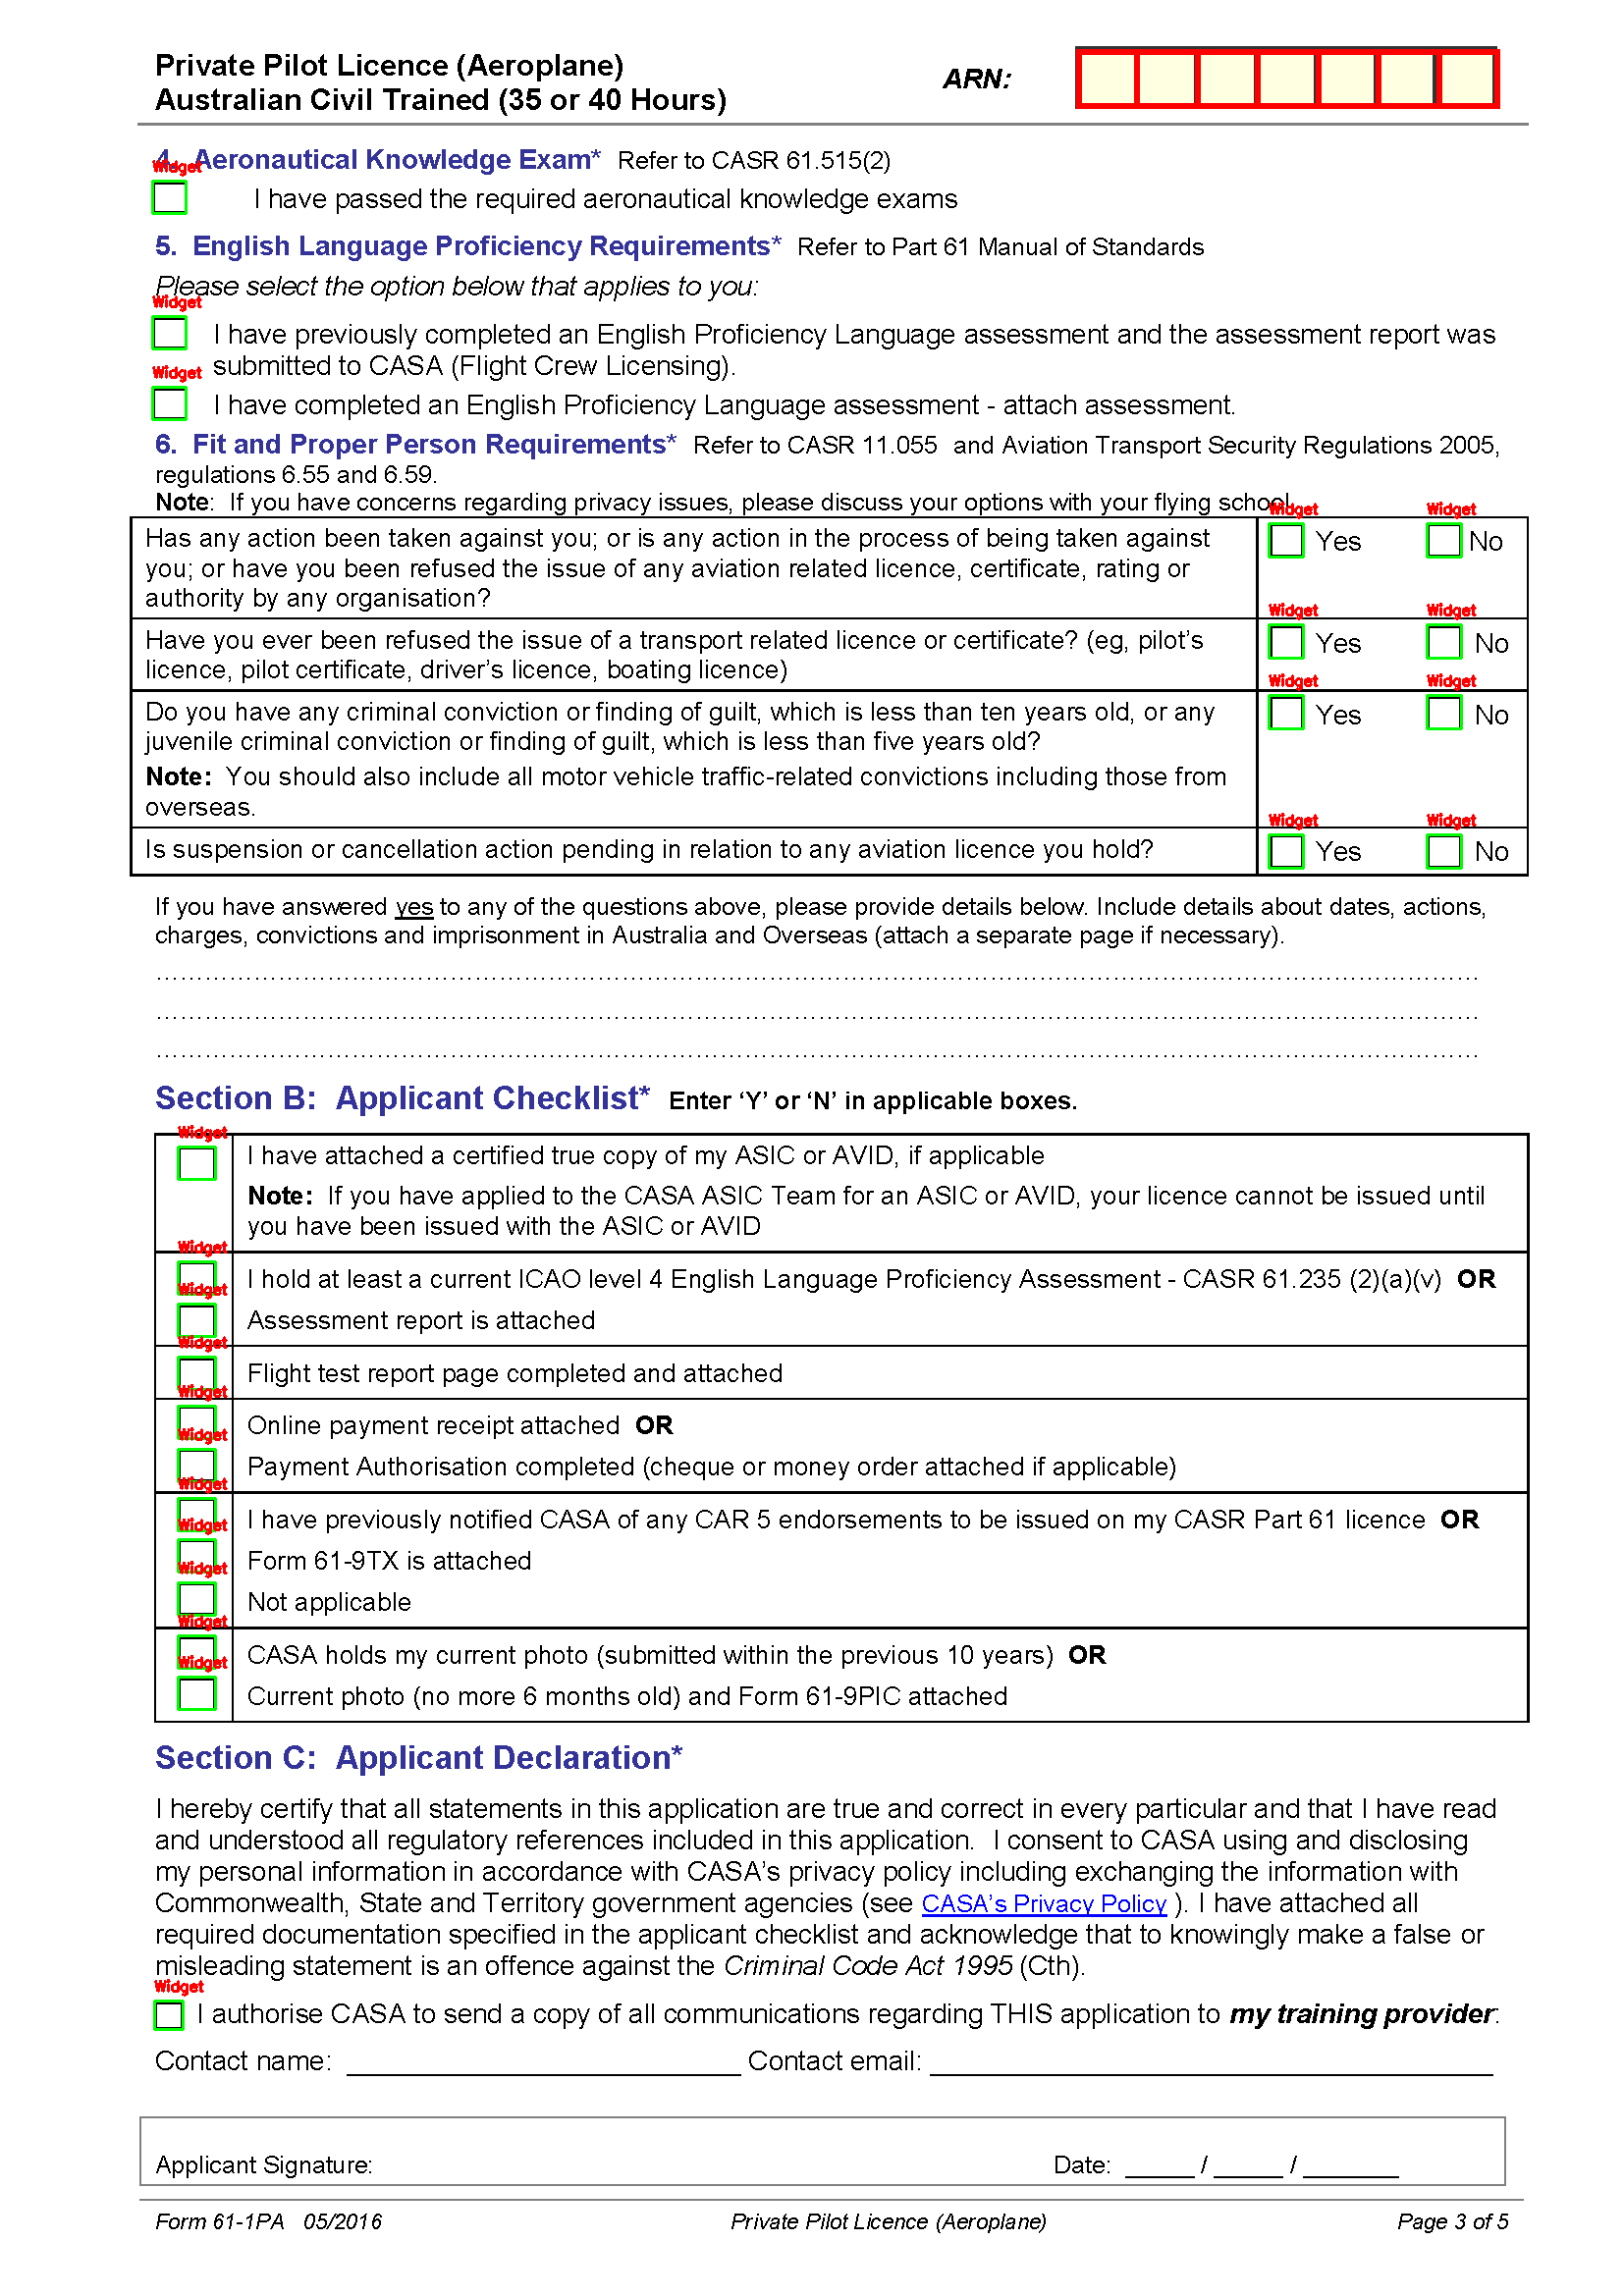 Private Pilot Licence (Aeroplane)
Australian Civil Trained (35 or 40 Hours)
ARN:
4. Aeronautical Knowledge Exam* Refer to CASR 61.515(2)
Widget
I have passed the required aeronautical knowledge exams
5. English Language Proficiency Requirements* Refer to Part 61 Manual of Standards
Please select the option below that applies to you:
Widget
I have previously completed an English Proficiency Language assessment and the assessment report was
submitted to CASA (Flight Crew Licensing).
Widget
I have completed an English Proficiency Language assessment - attach assessment.
6. Fit and Proper Person Requirements* Refer to CASR 11.055 and Aviation Transport Security Regulations 2005,
regulations 6.55 and 6.59.
Note: If you have concerns regarding privacy issues, please discuss your options with your flying school.
Widget Widget
Has any action been taken against you; or is any action in the process of being taken against
you; or have you been refused the issue of any aviation related licence, certificate, rating or
authority by any organisation?
Yes No
Widget Widget
Have you ever been refused the issue of a transport related licence or certificate? (eg, pilot's
licence, pilot certificate, driver's licence, boating licence)
Yes No
Widget Widget
Do you have any criminal conviction or finding of guilt, which is less than ten years old, or any
juvenile criminal conviction or finding of guilt, which is less than five years old?
Note: You should also include all motor vehicle traffic-related convictions including those from
overseas.
Yes No
Widget Widget
Is suspension or cancellation action pending in relation to any aviation licence you hold?
Yes No
If you have answered yes to any of the questions above, please provide details below. Include details about dates, actions,
charges, convictions and imprisonment in Australia and Overseas (attach a separate page if necessary).
Section B: Applicant Checklist* Enter 'Y' or 'N' in applicable boxes.
Widget
I have attached a certified true copy of my ASIC or AVID, if applicable
Note: If you have applied to the CASA ASIC Team for an ASIC or AVID, your licence cannot be issued until
you have been issued with the ASIC or AVID
Widget
I hold at least a current ICAO level 4 English Language Proficiency Assessment - CASR 61.235 (2)(a)(v) OR
Widget
Assessment report is attached
Widget
Flight test report page completed and attached
Widget
Online payment receipt attached OR
Widget
Payment Authorisation completed (cheque or money order attached if applicable)
Widget
I have previously notified CASA of any CAR 5 endorsements to be issued on my CASR Part 61 licence OR
Widget
Form 61-9TX is attached
Widget
Not applicable
Widget
CASA holds my current photo (submitted within the previous 10 years) OR
Widget
Current photo (no more 6 months old) and Form 61-9PIC attached
Section C: Applicant Declaration*
I hereby certify that all statements in this application are true and correct in every particular and that I have read
and understood all regulatory references included in this application. I consent to CASA using and disclosing
my personal information in accordance with CASA's privacy policy including exchanging the information with
Commonwealth, State and Territory government agencies (see CASA's Privacy Policy ). I have attached all
required documentation specified in the applicant checklist and acknowledge that to knowingly make a false or
misleading statement is an offence against the Criminal Code Act 1995 (Cth).
Widget
I authorise CASA to send a copy of all communications regarding THIS application to my training provider:
Contact name: Contact email:
Applicant Signature: Date: / /
Form 61-1PA 05/2016 Private Pilot Licence (Aeroplane) Page 3 of 5